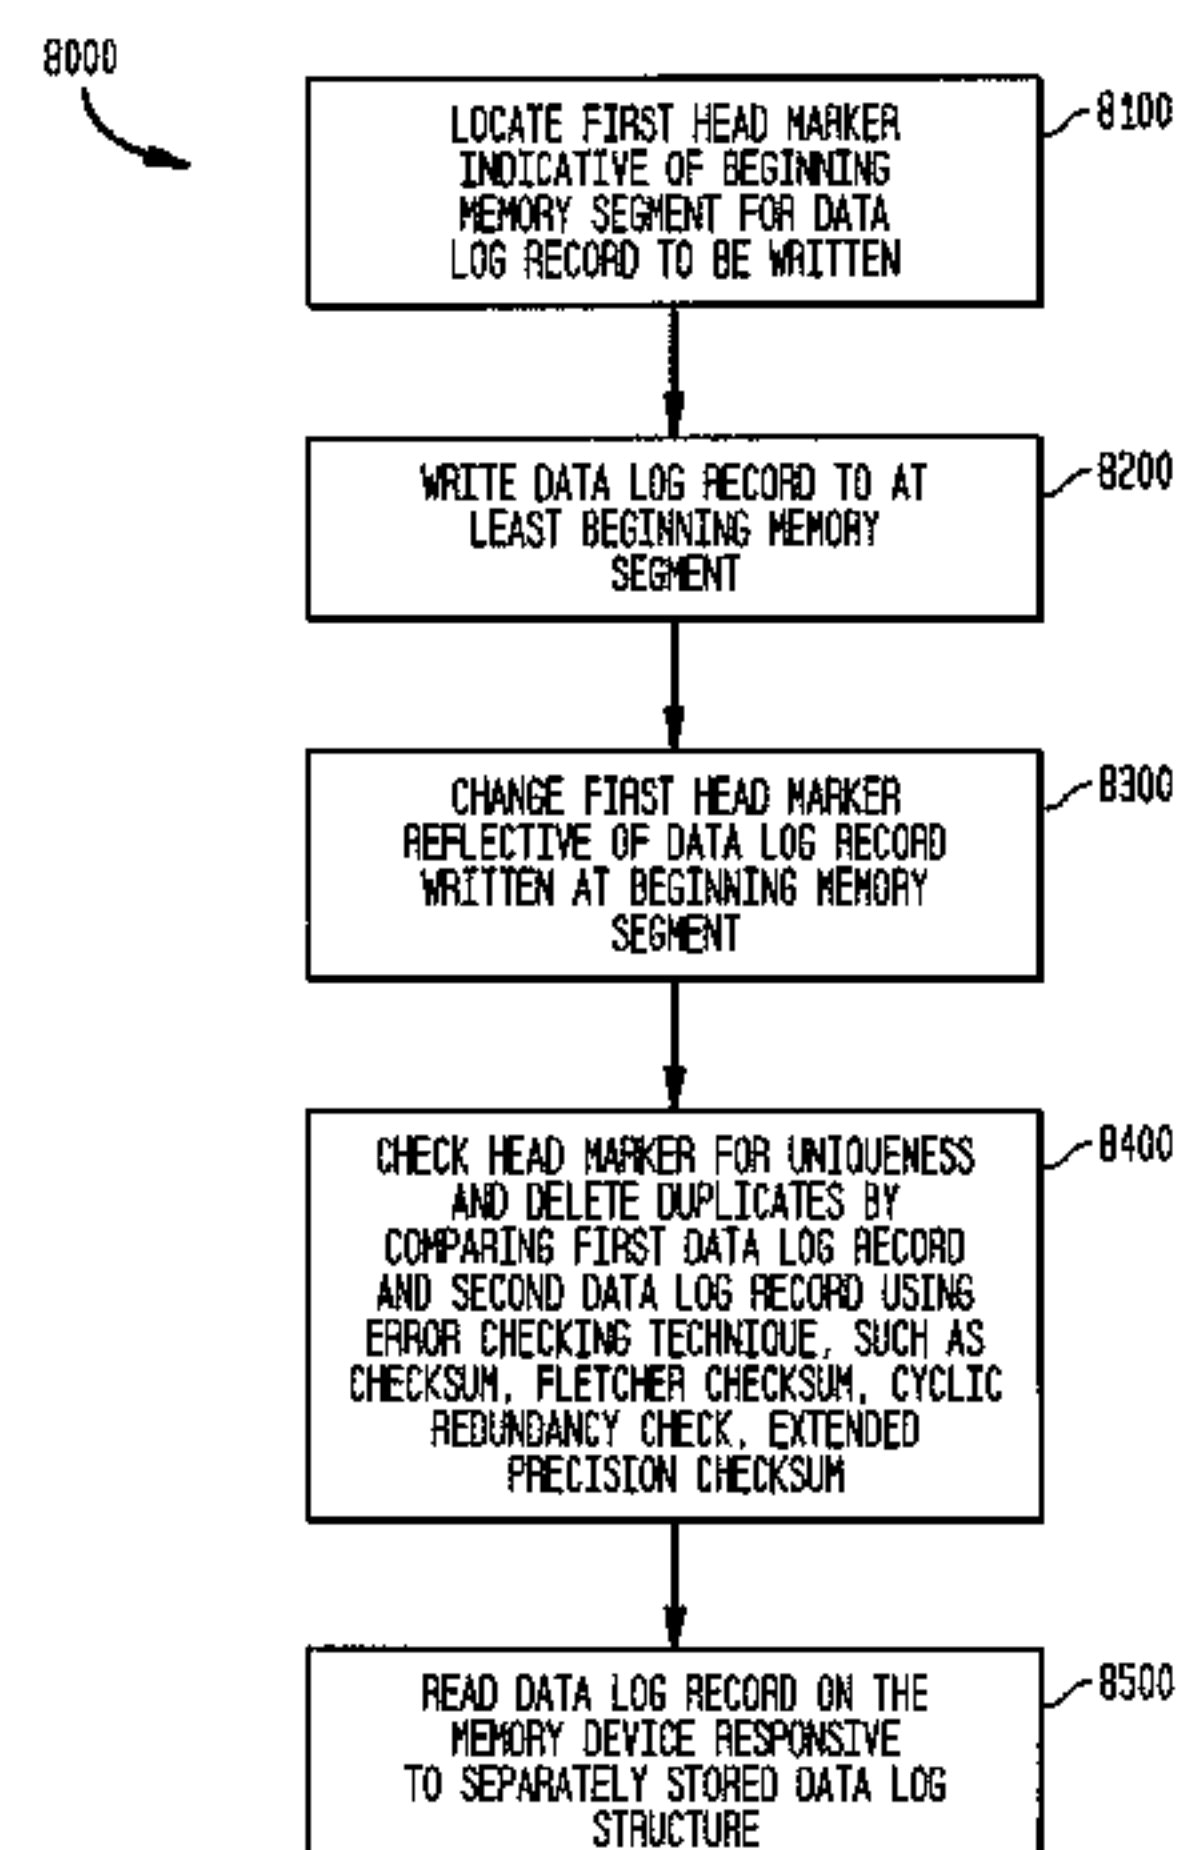 8000
LOCATE FIRST HEAD MARKER
INDICATIVE OF BEGINNING
MEMORY SEGMENT FOR DATA
LOG RECORD TO BE WRITTEN
8100
WRITE DATA LOG RECORD TO AT
LEAST BEGINNING MEMORY
SEGMENT
8200
CHANGE FIRST HEAD MARKER
REFLECTIVE OF DATA LOG RECORD
WRITTEN AT BEGINNING MEMORY
SEGMENT
8300
CHECK HEAD MARKER FOR UNIQUENESS
AND DELETE DUPLICATES BY
COMPARING FIRST DATA LOG RECORD
AND SECOND DATA LOG RECORD USING
ERROR CHECKING TECHNIQUE, SUCH AS
CHECKSUM, FLETCHER CHECKSUM, CYCLIC
REDUNDANCY CHECK, EXTENDED
PRECISION CHECKSUM
8400
READ DATA LOG RECORD ON THE
MEMORY DEVICE RESPONSIVE
TO SEPARATELY STORED DATA LOG
STRUCTURE
8500